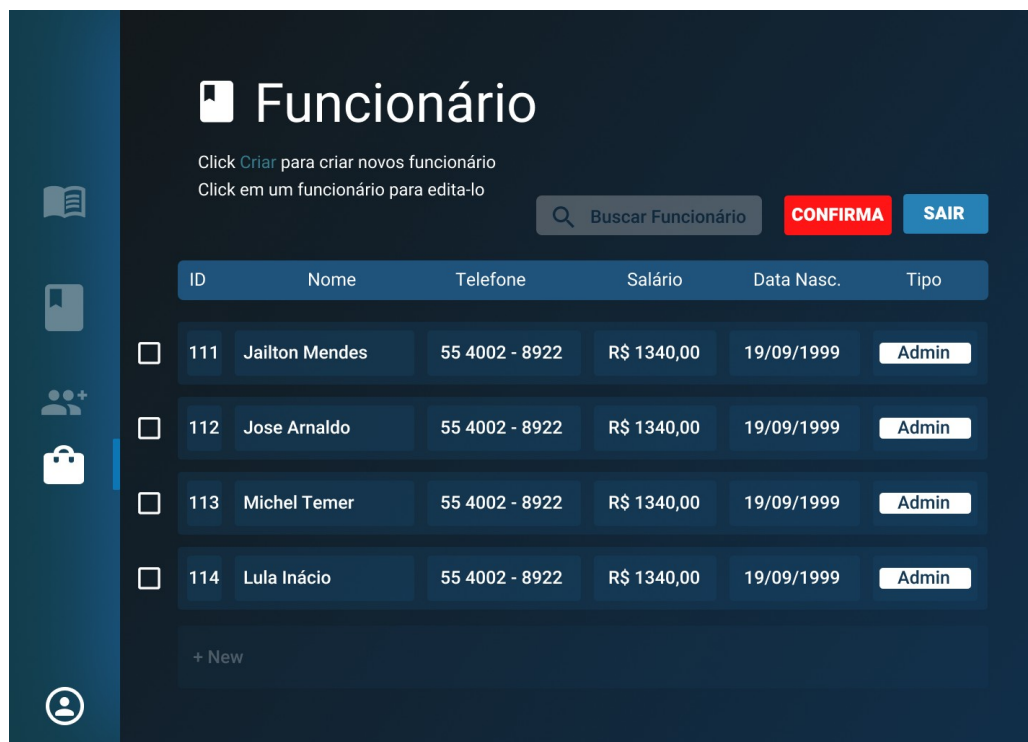 Funcionário
Click Criar para criar novos funcionário
Click em um funcionário para edita-lo
Buscar Funcionário CONFIRMA SAIR
ID Nome Telefone Salário Data Nasc. Tipo
111 Jailton Mendes 55 4002 - 8922 R$ 1340,00 19/09/1999 Admin
112 Jose Arnaldo 55 4002 - 8922 R$ 1340,00 19/09/1999 Admin
113 Michel Temer 55 4002 - 8922 R$ 1340,00 19/09/1999 Admin
114 Lula Inácio 55 4002 - 8922 R$ 1340,00 19/09/1999 Admin
+ New